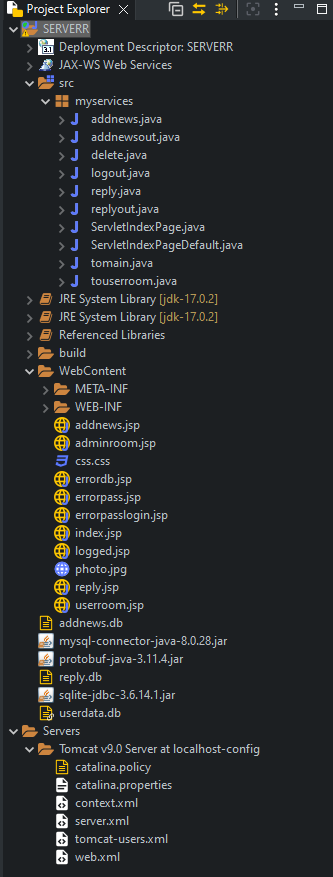 Project Explorer
SERVERR
Deployment Descriptor: SERVERR
JAX-WS Web Services
src
myservices
addnews.java
addnewsout.java
delete.java
logout.java
reply.java
replyout.java
ServletIndexPage.java
ServletIndexPageDefault.java
tomain.java
touserroom.java
JRE System Library [jdk-17.0.2]
JRE System Library [jdk-17.0.2]
Referenced Libraries
build
WebContent
META-INF
WEB-INF
addnews.jsp
adminroom.jsp
css.css
errordb.jsp
errorpass.jsp
errorpasslogin.jsp
index.jsp
logged.jsp
photo.jpg
reply.jsp
userroom.jsp
addnews.db
mysql-connector-java-8.0.28.jar
protobuf-java-3.11.4.jar
reply.db
sqlite-jdbc-3.6.14.1.jar
userdata.db
Servers
Tomcat v9.0 Server at localhost-config
catalina.policy
catalina.properties
context.xml
server.xml
tomcat-users.xml
web.xml